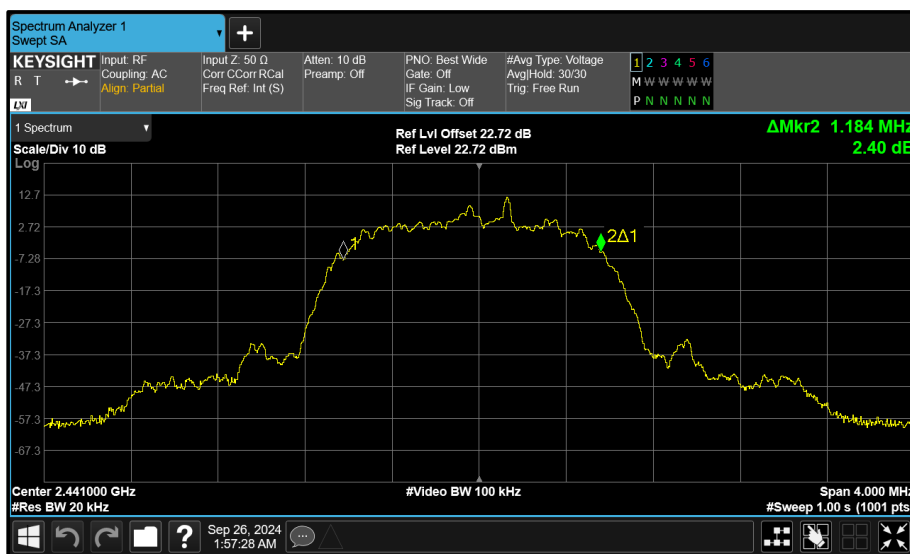 Spectrum Analyzer 1
Swept SA
KEYSIGHT
R T
LXI
Input: RF
Coupling: AC
Align: Partial
Input Z: 50 Ω
Corr CCorr RCal
Freq Ref: Int (S)
Atten: 10 dB
Preamp: Off
PNO: Best Wide
Gate: Off
IF Gain: Low
Sig Track: Off
#Avg Type: Voltage
Avg|Hold: 30/30
Trig: Free Run
1 2 3 4 5 6
M W W W W W
P N N N N N
1 Spectrum
Scale/Div 10 dB
Log
Ref Lvl Offset 22.72 dB
Ref Level 22.72 dBm
ΔMkr2 1.184 MHz
2.40 dB
12.7
2.72
-7.28
-17.3
-27.3
-37.3
-47.3
-57.3
-67.3
1
2Δ1
Center 2.441000 GHz
#Res BW 20 kHz
#Video BW 100 kHz
Span 4.000 MHz
#Sweep 1.00 s (1001 pts
?
Sep 26, 2024
1:57:28 AM